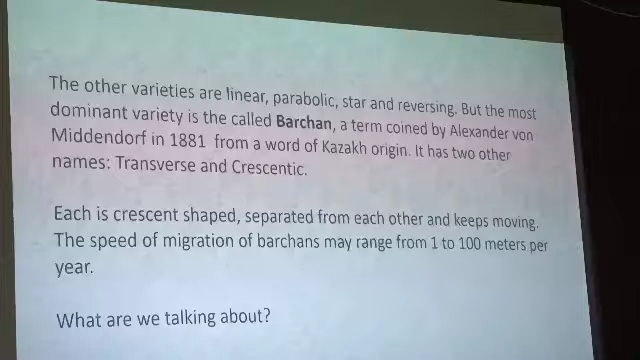 The other varieties are linear, parabolic, star and reversing. But the most
dominant variety is the called Barchan, a term coined by Alexander von
Middendorf in 1881 from a word of Kazakh origin. It has two other
names: Transverse and Crescentic.
Each is crescent shaped, separated from each other and keeps moving.
The speed of migration of barchans may range from 1 to 100 meters per
year.
What are we talking about?